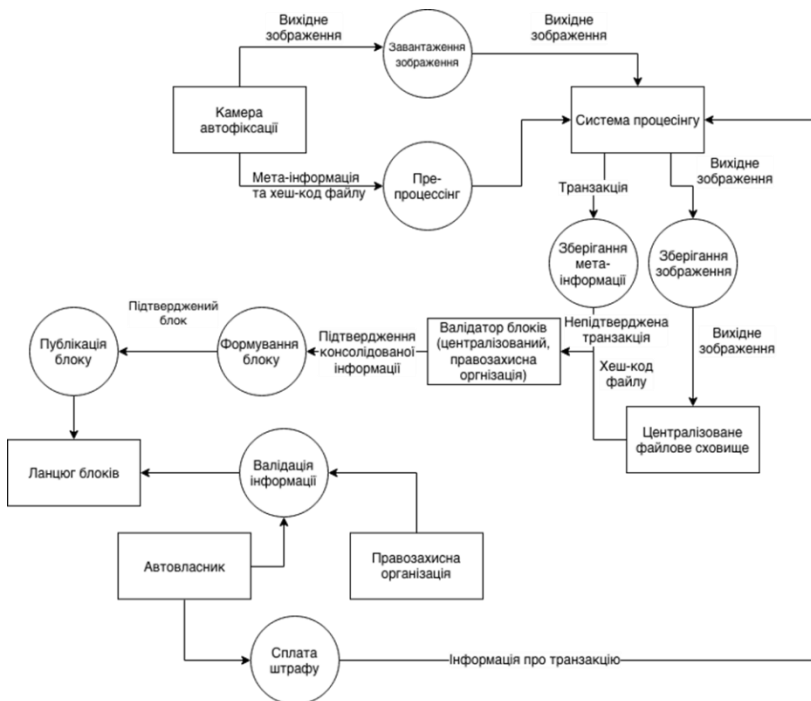 Вихідне
зображення
Завантаження
зображення
Вихідне
зображення
Камера
автофіксації
Система процесінгу
Мета-інформація
та хеш-код файлу
Пре-
процессінг
Транзакція
Вихідне
зображення
Зберігання
мета-
інформації
Зберігання
зображення
Підтверджений
блок
Публікація
блоку
Формування
блоку
Підтвердження
консолідованої
інформації
Валідатор блоків
(централізований,
правозахисна
оргнізація)
Непідтверджена
транзакція
Хеш-код
файлу
Вихідне
зображення
Централізоване
файлове сховище
Ланцюг блоків
Валідація
інформації
Автовласник
Правозахисна
організація
Сплата
штрафу
Інформація про транзакцію